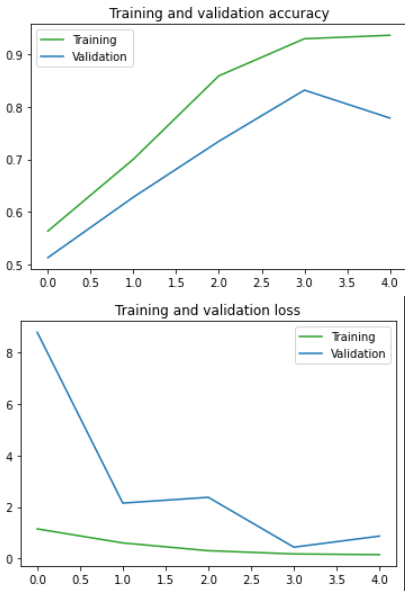 Training and validation accuracy
Training
Validation
0.9
0.8
0.7
0.6
0.5
0.0 0.5 1.0 1.5 2.0 2.5 3.0 3.5 4.0
Training and validation loss
Training
Validation
8
6
4
2
0
0.0 0.5 1.0 1.5 2.0 2.5 3.0 3.5 4.0